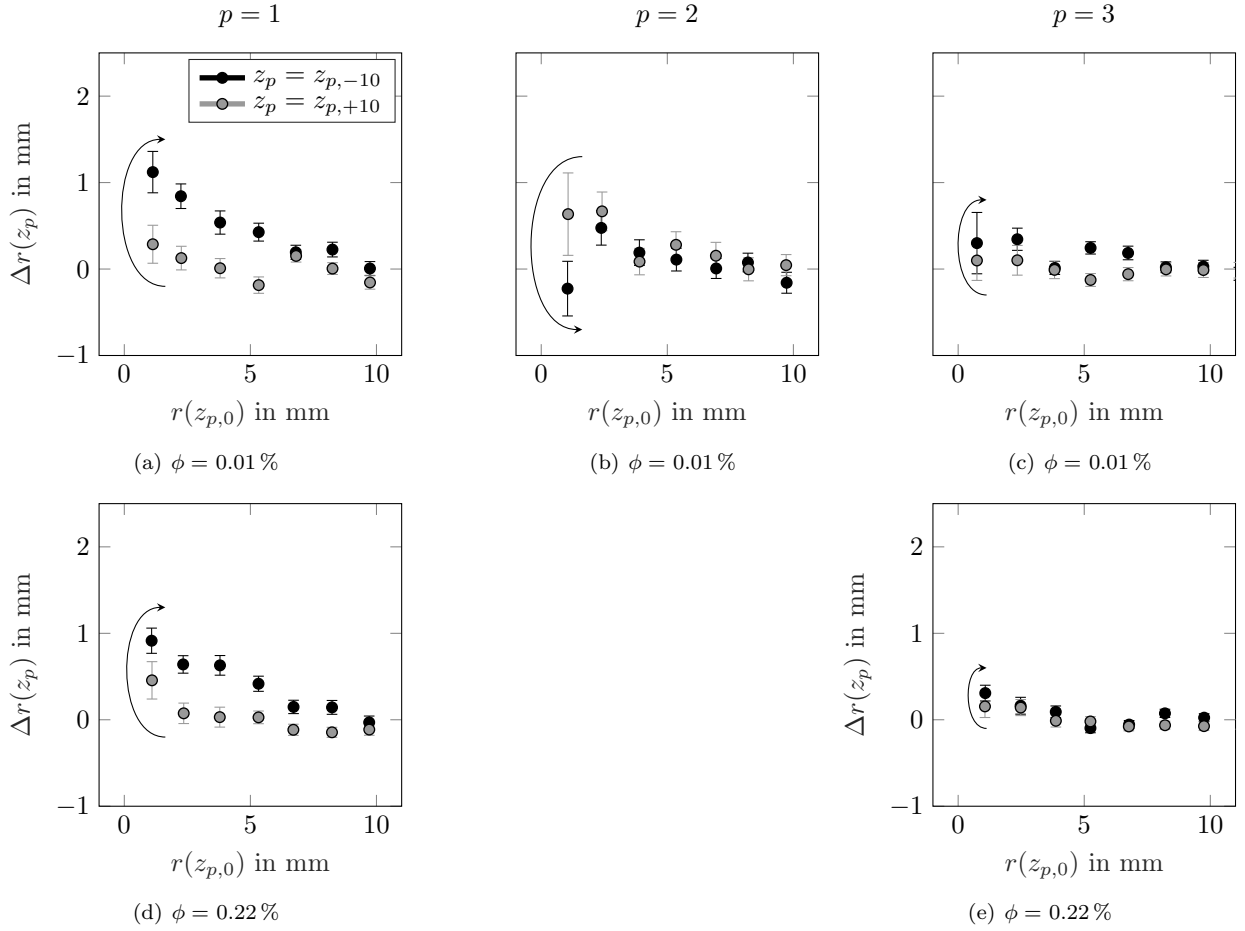 p = 1
p = 2
p = 3
z_p = z_{p,−10}
z_p = z_{p,+10}
2
1
0
−1
Δr(z_p) in mm
0 5 10
0 5 10
0 5 10
r(z_{p,0}) in mm
r(z_{p,0}) in mm
r(z_{p,0}) in mm
(a) ϕ = 0.01 %
(b) ϕ = 0.01 %
(c) ϕ = 0.01 %
2
1
0
−1
Δr(z_p) in mm
0 5 10
r(z_{p,0}) in mm
(d) ϕ = 0.22 %
2
1
0
−1
Δr(z_p) in mm
0 5 10
r(z_{p,0}) in mm
(e) ϕ = 0.22 %